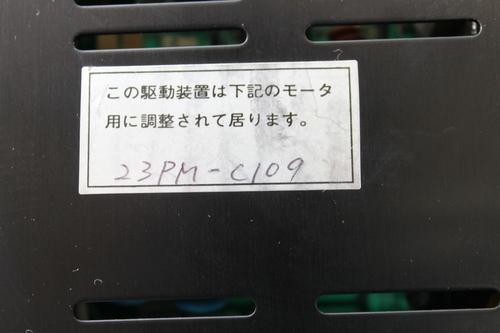 この駆動装置は下記のモータ
用に調整されて居ります。
23PM-C109